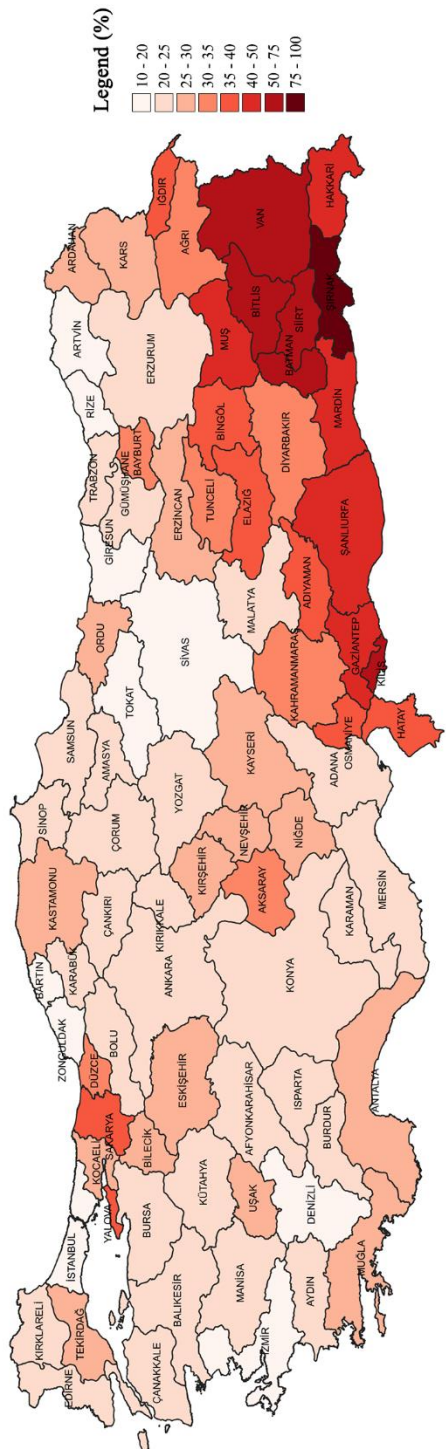 Legend (%)
10 - 20
20 - 25
25 - 30
30 - 35
35 - 40
40 - 50
50 - 75
75 - 100
KIRKLARELİ
EDİRNE
TEKİRDAĞ
İSTANBUL
KOCAELİ
YALOVA
SAKARYA
DÜZCE
ZONGULDAK
BARTIN
KARABÜK
KASTAMONU
SİNOP
SAMSUN
ORDU
GİRESUN
TRABZON
RİZE
ARTVİN
ARDAHAN
KARS
IĞDIR
AĞRI
ERZURUM
BAYBURT
GÜMÜŞHANE
TOKAT
AMASYA
ÇORUM
ÇANKIRI
BOLU
BİLECİK
BURSA
ÇANAKKALE
BALIKESİR
KÜTAHYA
ESKİŞEHİR
ANKARA
KIRIKKALE
YOZGAT
SİVAS
ERZİNCAN
TUNCELİ
BİNGÖL
MUŞ
BİTLİS
VAN
HAKKARİ
ŞIRNAK
SİİRT
BATMAN
DİYARBAKIR
ELAZIĞ
MALATYA
KAYSERİ
NEVŞEHİR
KIRŞEHİR
AKSARAY
NİĞDE
KONYA
AFYONKARAHİSAR
UŞAK
MANİSA
İZMİR
AYDIN
DENİZLİ
MUĞLA
BURDUR
ISPARTA
ANTALYA
KARAMAN
MERSİN
ADANA
OSMANİYE
HATAY
KAHRAMANMARAŞ
ADIYAMAN
GAZİANTEP
KİLİS
ŞANLIURFA
MARDİN